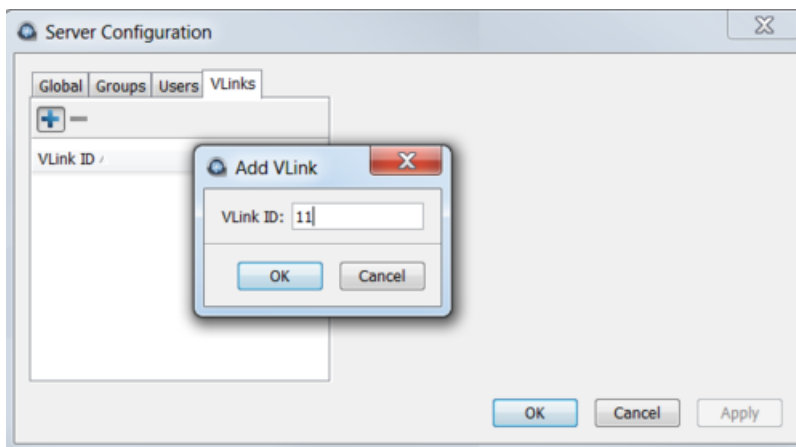 Server Configuration
Global Groups Users VLinks
VLink ID
Add VLink
VLink ID: 11
OK Cancel
OK Cancel Apply